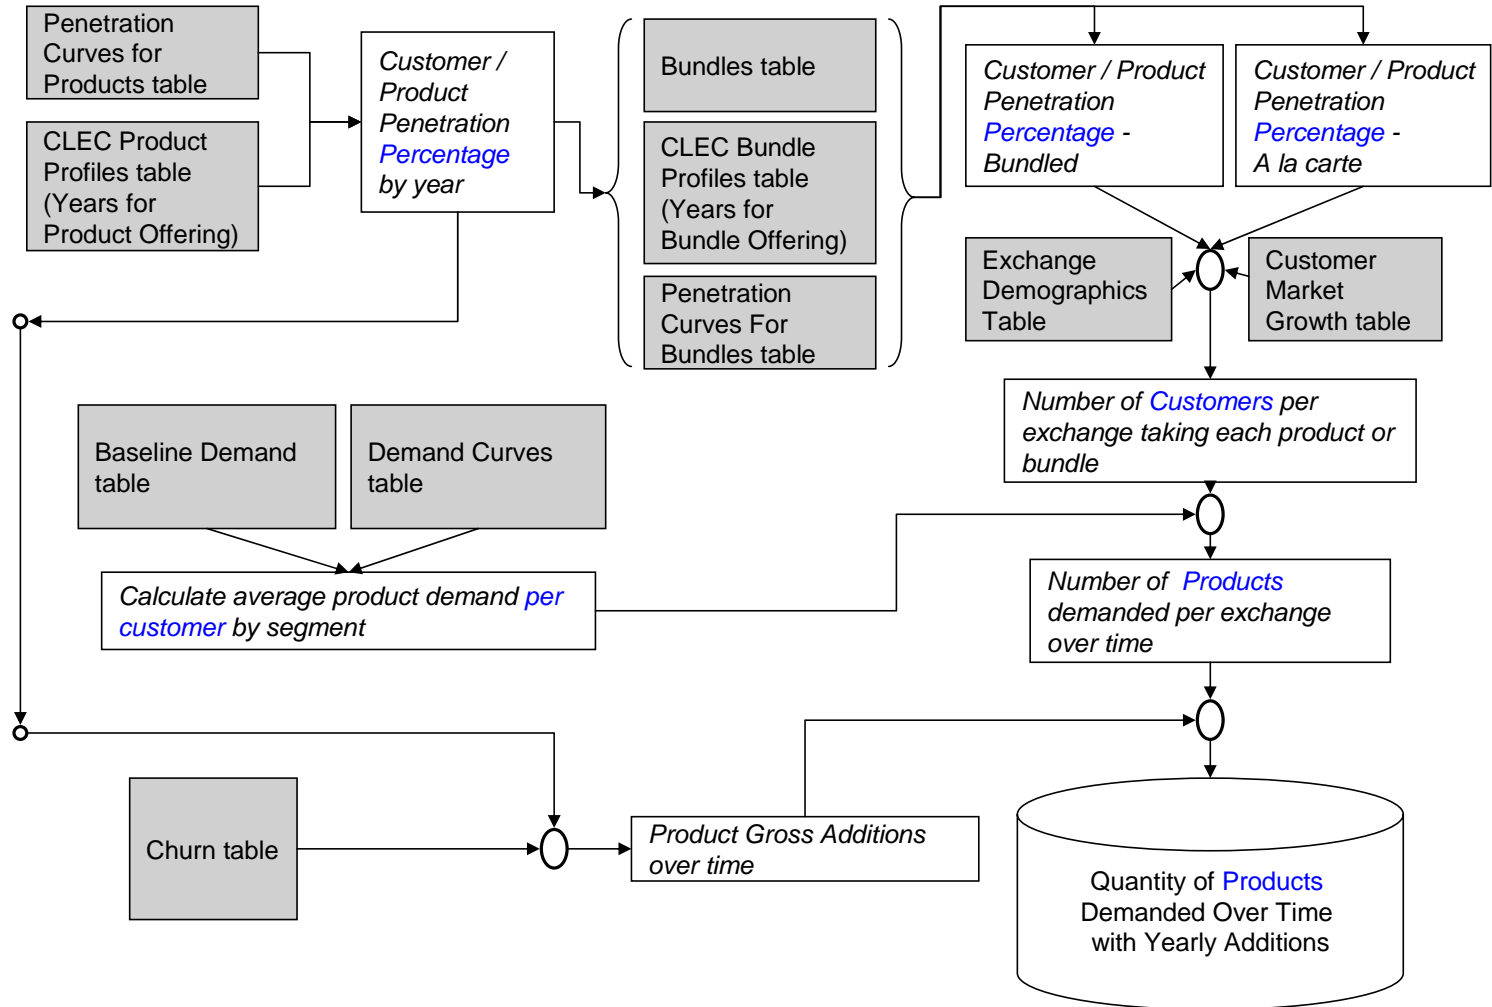 Penetration
Curves for
Products table
CLEC Product
Profiles table
(Years for
Product Offering)
Customer /
Product
Penetration
Percentage
by year
Bundles table
CLEC Bundle
Profiles table
(Years for
Bundle Offering)
Penetration
Curves For
Bundles table
Customer / Product
Penetration
Percentage -
Bundled
Customer / Product
Penetration
Percentage -
A la carte
Exchange
Demographics
Table
Customer
Market
Growth table
Number of Customers per
exchange taking each product or
bundle
Baseline Demand
table
Demand Curves
table
Calculate average product demand per
customer by segment
Number of  Products
demanded per exchange
over time
Churn table
Product Gross Additions
over time
Quantity of Products
Demanded Over Time
with Yearly Additions